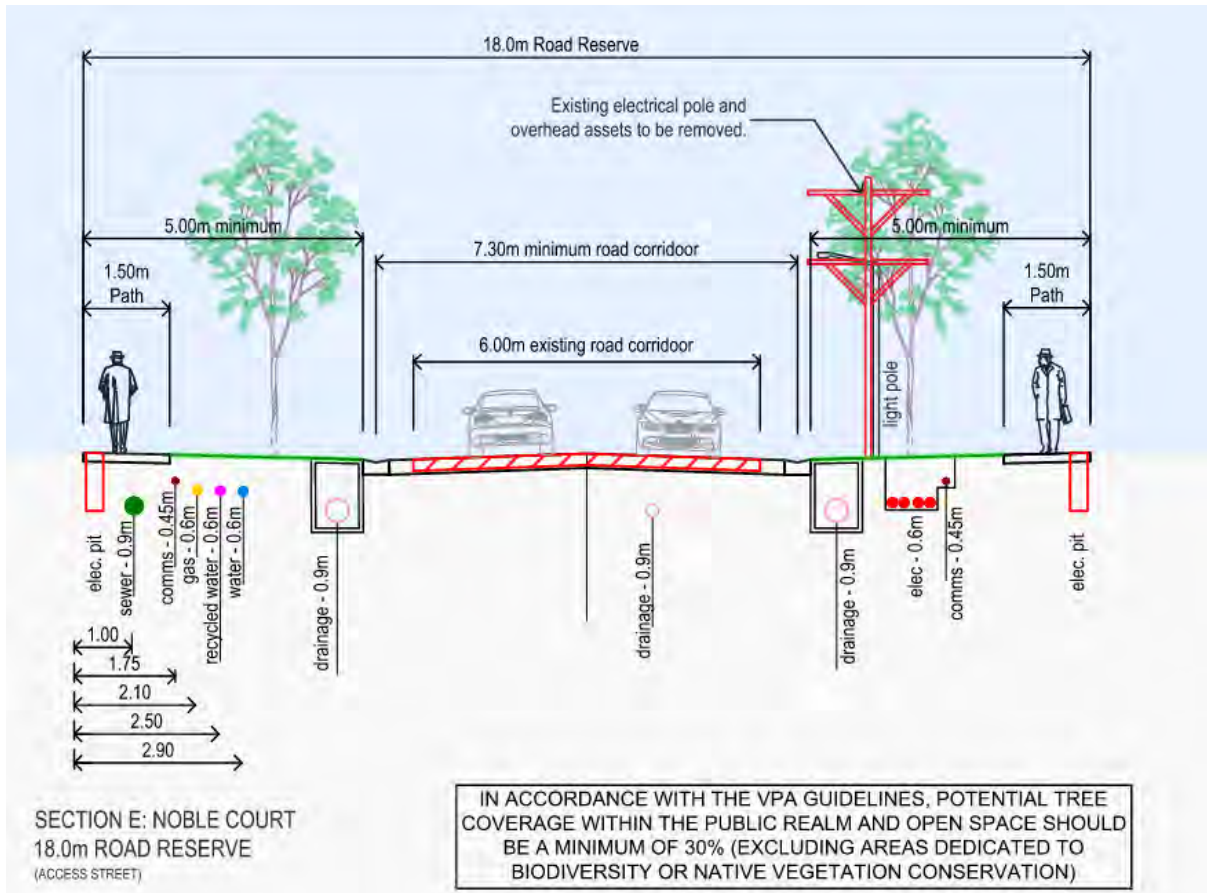 18.0m Road Reserve
Existing electrical pole and
overhead assets to be removed.
5.00m minimum
5.00m minimum
7.30m minimum road corridoor
1.50m
Path
1.50m
Path
6.00m existing road corridoor
light pole
elec. pit
sewer - 0.9m
comms - 0.45m
gas - 0.6m
recycled water - 0.6m
water - 0.6m
drainage - 0.9m
drainage - 0.9m
drainage - 0.9m
elec - 0.6m
comms - 0.45m
elec. pit
1.00
1.75
2.10
2.50
2.90
SECTION E: NOBLE COURT
18.0m ROAD RESERVE
(ACCESS STREET)
IN ACCORDANCE WITH THE VPA GUIDELINES, POTENTIAL TREE
COVERAGE WITHIN THE PUBLIC REALM AND OPEN SPACE SHOULD
BE A MINIMUM OF 30% (EXCLUDING AREAS DEDICATED TO
BIODIVERSITY OR NATIVE VEGETATION CONSERVATION)